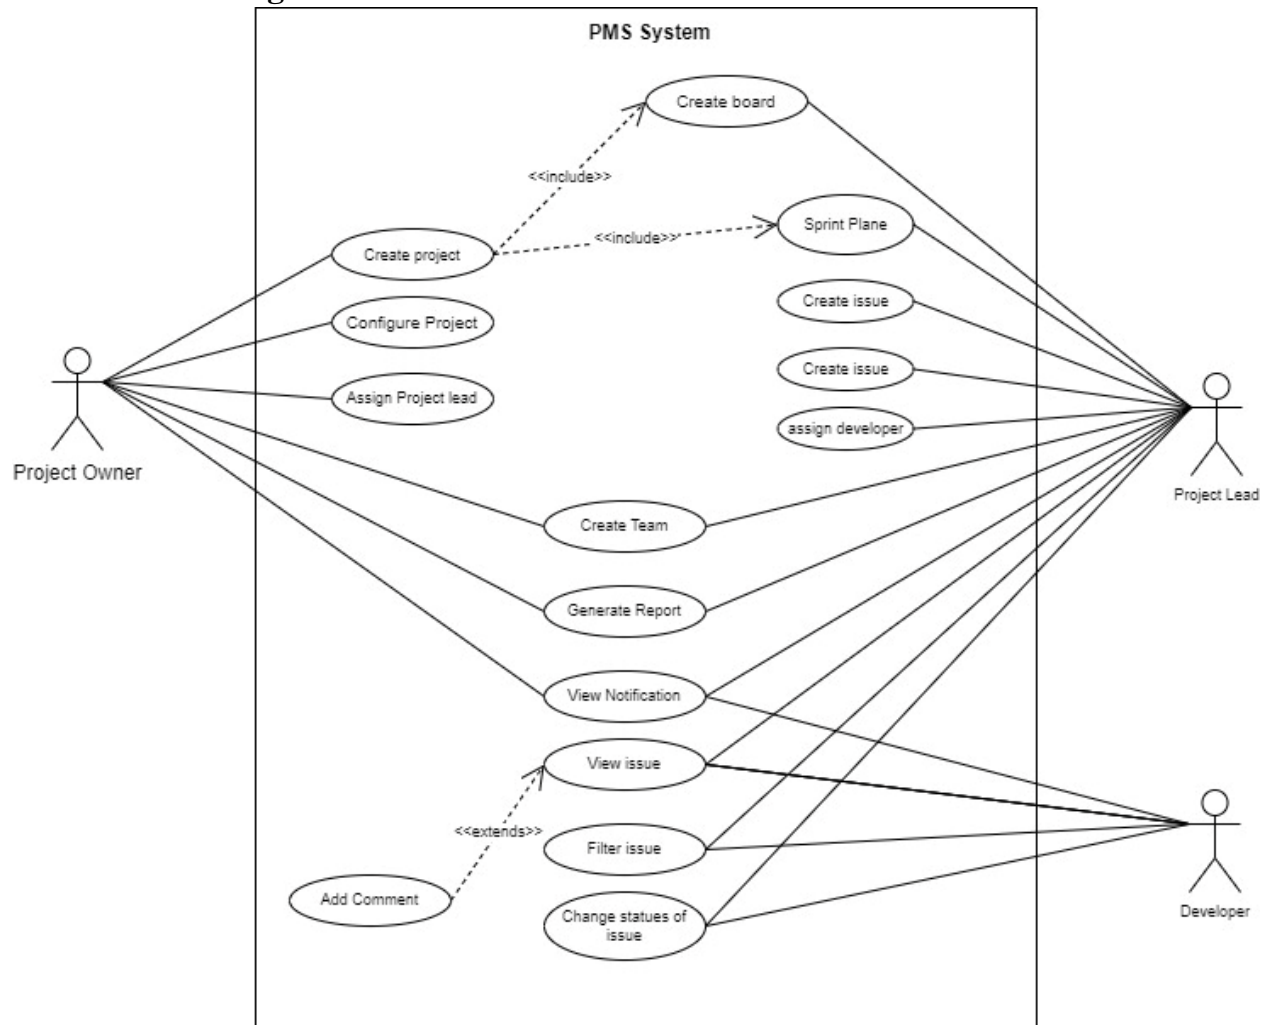 PMS System
Create board
<<include>>
Sprint Plane
<<include>>
Create project
Create issue
Configure Project
Create issue
Assign Project lead
assign developer
Project Owner
Project Lead
Create Team
Generate Report
View Notification
View issue
<<extends>>
Filter issue
Add Comment
Change statues of
issue
Developer